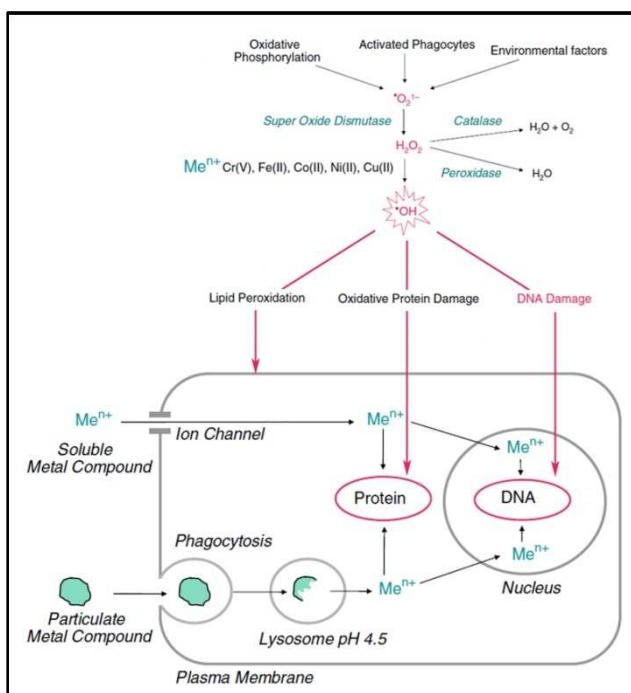 Oxidative
Phosphorylation
Activated Phagocytes
Environmental factors
•O₂¹⁻
Super Oxide Dismutase
Catalase
H₂O + O₂
H₂O₂
Meⁿ⁺ Cr(V), Fe(II), Co(II), Ni(II), Cu(II)
Peroxidase
H₂O
•OH
Lipid Peroxidation
Oxidative Protein Damage
DNA Damage
Meⁿ⁺
Soluble
Metal Compound
Ion Channel
Meⁿ⁺
Meⁿ⁺
Protein
DNA
Phagocytosis
Meⁿ⁺
Meⁿ⁺
Nucleus
Particulate
Metal Compound
Lysosome pH 4.5
Plasma Membrane